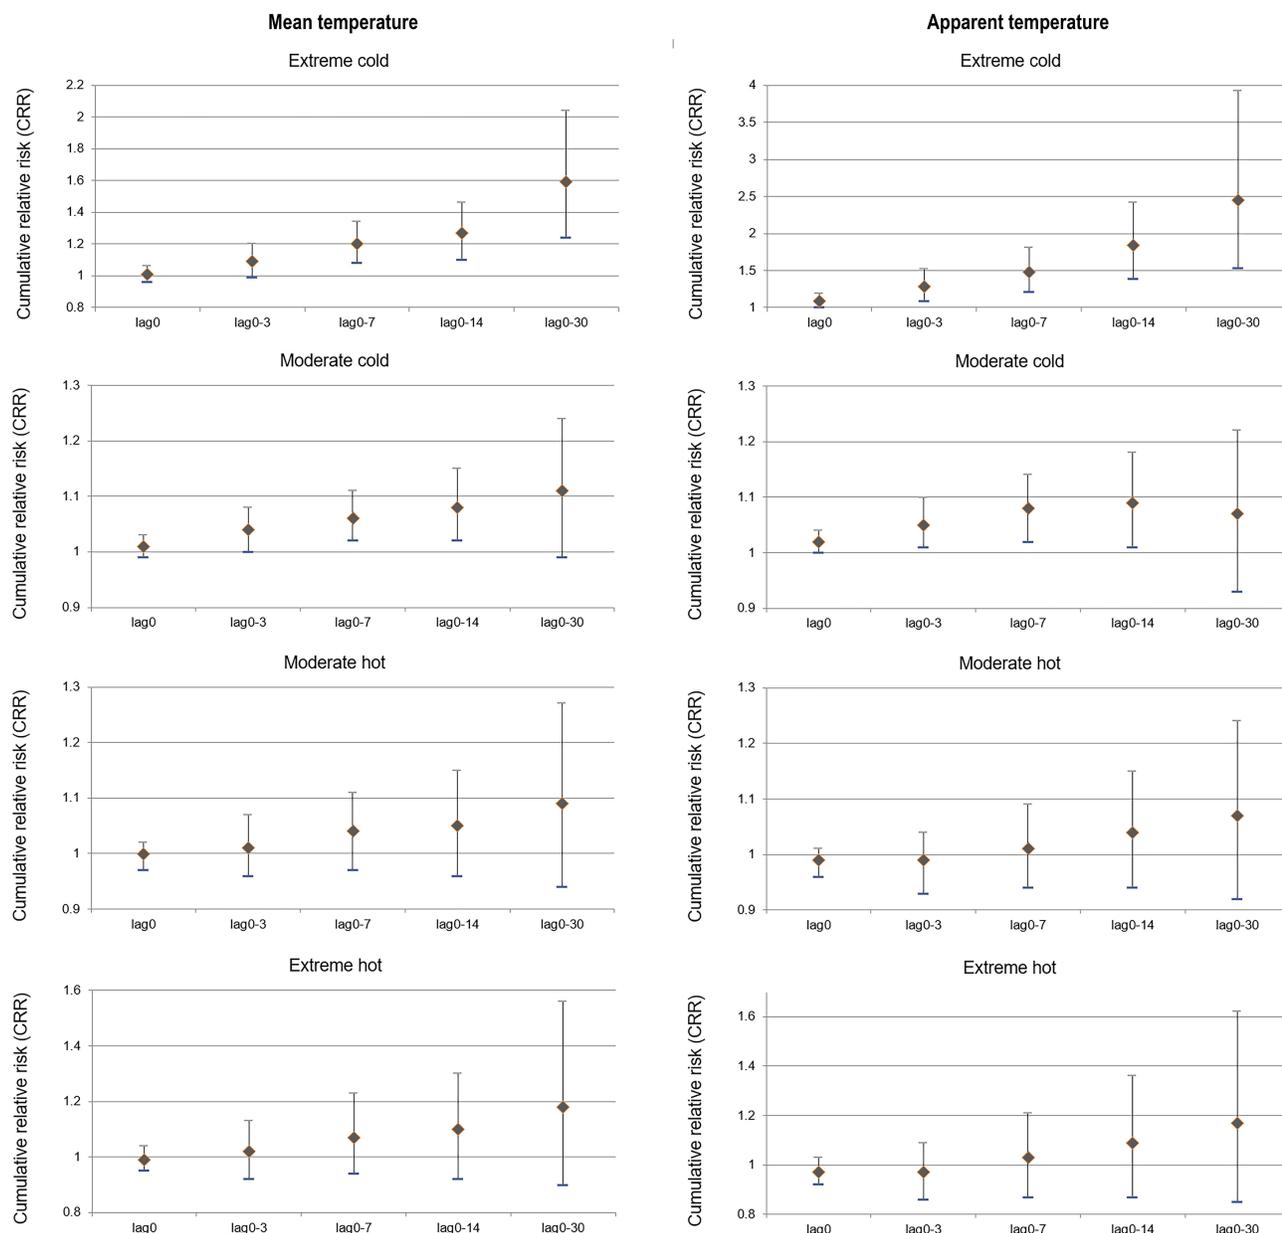 Mean temperature
Apparent temperature
Extreme cold
Cumulative relative risk (CRR)
2.2
2
1.8
1.6
1.4
1.2
1
0.8
lag0 lag0-3 lag0-7 lag0-14 lag0-30
Extreme cold
Cumulative relative risk (CRR)
4
3.5
3
2.5
2
1.5
1
lag0 lag0-3 lag0-7 lag0-14 lag0-30
Moderate cold
Cumulative relative risk (CRR)
1.3
1.2
1.1
1
0.9
lag0 lag0-3 lag0-7 lag0-14 lag0-30
Moderate cold
Cumulative relative risk (CRR)
1.3
1.2
1.1
1
0.9
lag0 lag0-3 lag0-7 lag0-14 lag0-30
Moderate hot
Cumulative relative risk (CRR)
1.3
1.2
1.1
1
0.9
lag0 lag0-3 lag0-7 lag0-14 lag0-30
Moderate hot
Cumulative relative risk (CRR)
1.3
1.2
1.1
1
0.9
lag0 lag0-3 lag0-7 lag0-14 lag0-30
Extreme hot
Cumulative relative risk (CRR)
1.6
1.4
1.2
1
0.8
lag0 lag0-3 lag0-7 lag0-14 lag0-30
Extreme hot
Cumulative relative risk (CRR)
1.6
1.4
1.2
1
0.8
lag0 lag0-3 lag0-7 lag0-14 lag0-30